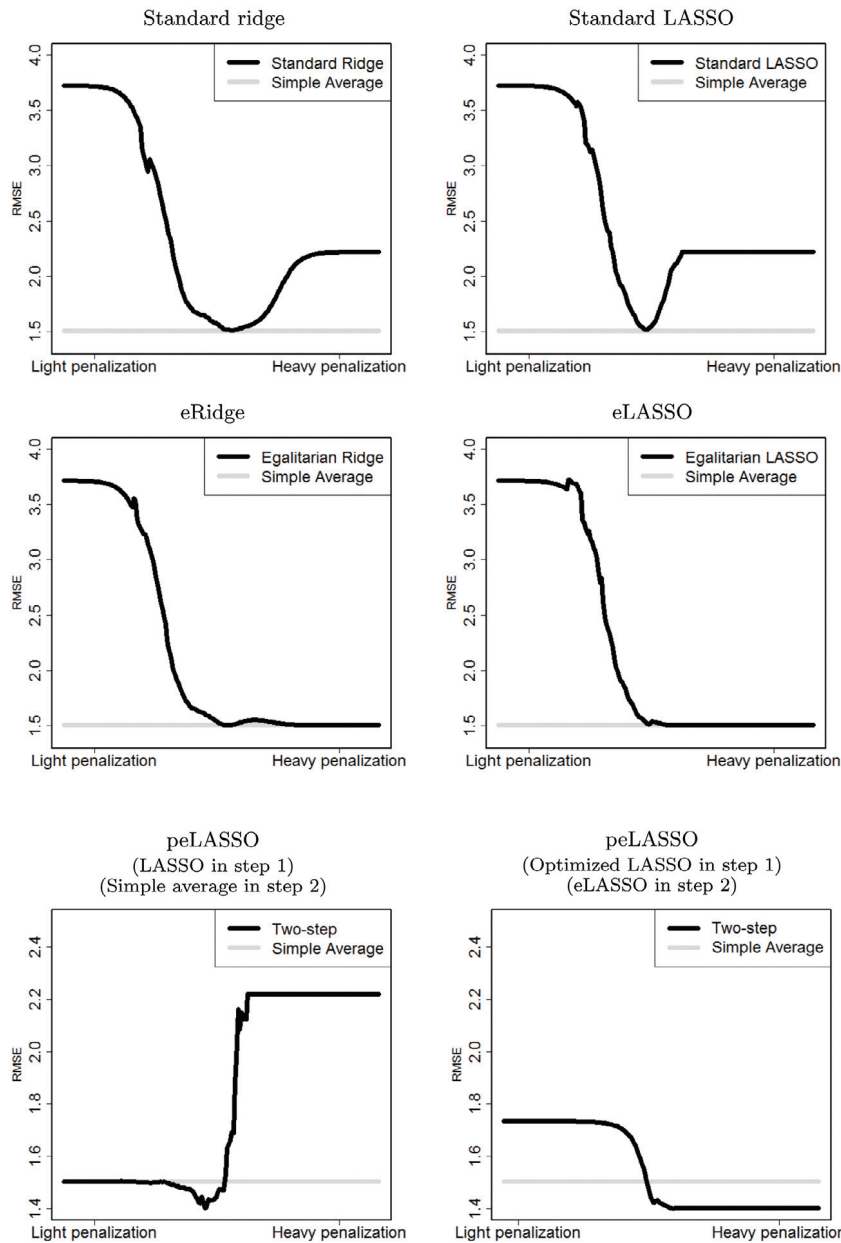 Standard ridge
Standard Ridge
Simple Average
RMSE
4.0
3.5
3.0
2.5
2.0
1.5
Light penalization
Heavy penalization
Standard LASSO
Standard LASSO
Simple Average
RMSE
4.0
3.5
3.0
2.5
2.0
1.5
Light penalization
Heavy penalization
eRidge
Egalitarian Ridge
Simple Average
RMSE
4.0
3.5
3.0
2.5
2.0
1.5
Light penalization
Heavy penalization
eLASSO
Egalitarian LASSO
Simple Average
RMSE
4.0
3.5
3.0
2.5
2.0
1.5
Light penalization
Heavy penalization
peLASSO
(LASSO in step 1)
(Simple average in step 2)
Two-step
Simple Average
RMSE
2.4
2.2
2.0
1.8
1.6
1.4
Light penalization
Heavy penalization
peLASSO
(Optimized LASSO in step 1)
(eLASSO in step 2)
Two-step
Simple Average
RMSE
2.4
2.2
2.0
1.8
1.6
1.4
Light penalization
Heavy penalization